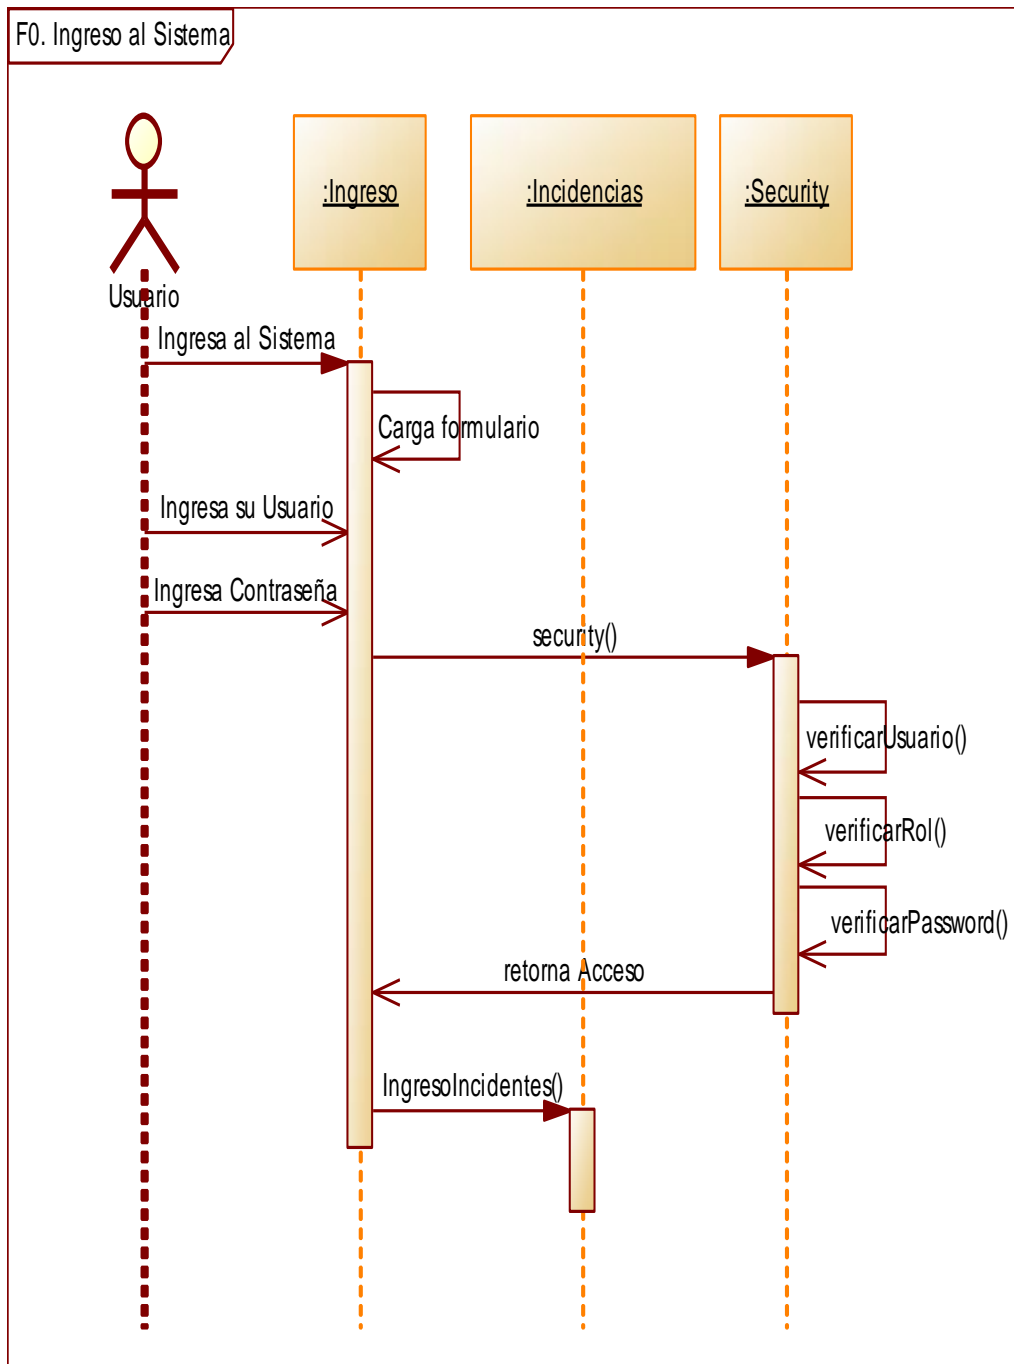 F0. Ingreso al Sistema
:Ingreso
:Incidencias
:Security
Usuario
Ingresa al Sistema
Carga formulario
Ingresa su Usuario
Ingresa Contraseña
security()
verificarUsuario()
verificarRol()
verificarPassword()
retorna Acceso
IngresoIncidentes()